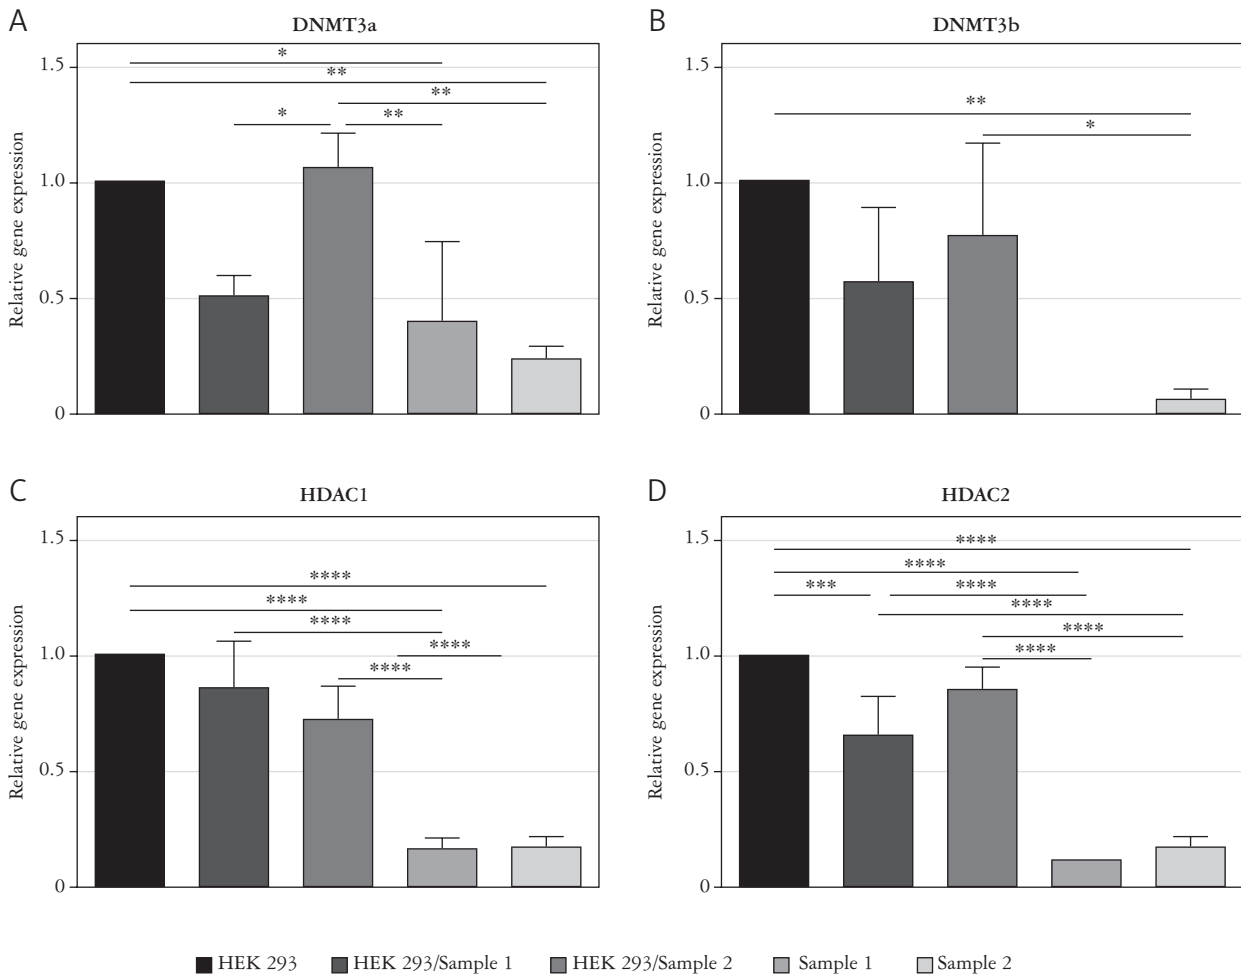 A
DNMT3a
Relative gene expression
1.5
1.0
0.5
0
*
**
**
*
**
B
DNMT3b
Relative gene expression
1.5
1.0
0.5
0
**
*
C
HDAC1
Relative gene expression
1.5
1.0
0.5
0
****
****
****
****
****
D
HDAC2
Relative gene expression
1.5
1.0
0.5
0
****
****
*** ****
****
****
****
HEK 293 HEK 293/Sample 1 HEK 293/Sample 2 Sample 1 Sample 2